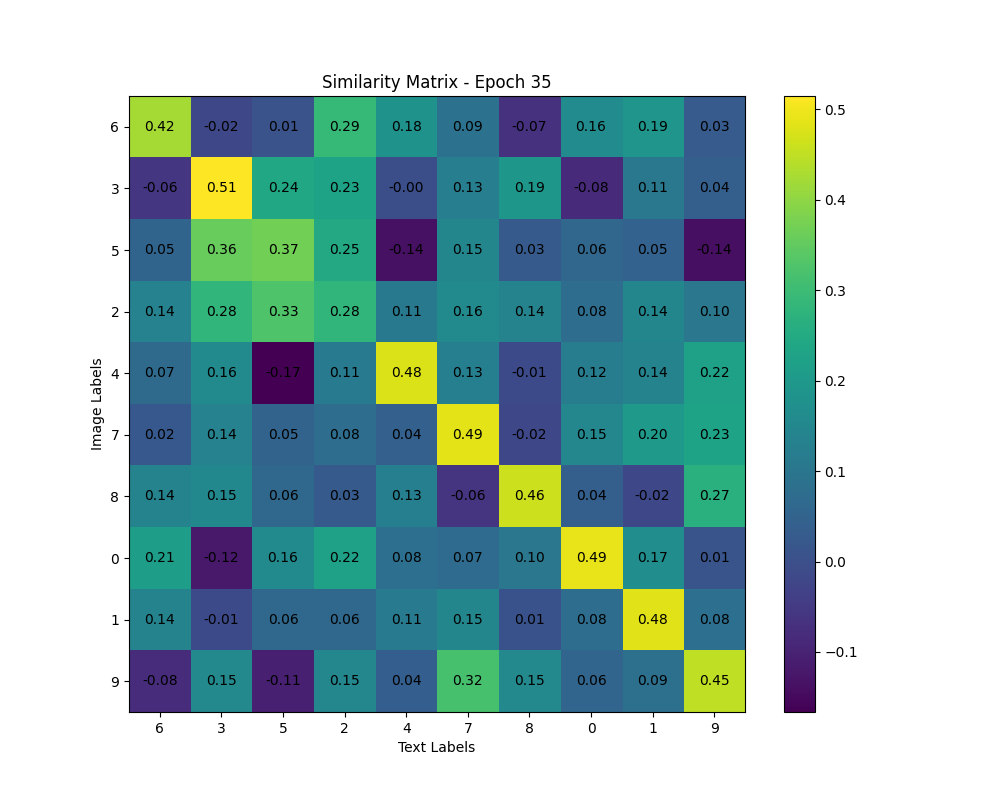 Similarity Matrix - Epoch 35
6 0.42 -0.02 0.01 0.29 0.18 0.09 -0.07 0.16 0.19 0.03
3 -0.06 0.51 0.24 0.23 -0.00 0.13 0.19 -0.08 0.11 0.04
5 0.05 0.36 0.37 0.25 -0.14 0.15 0.03 0.06 0.05 -0.14
2 0.14 0.28 0.33 0.28 0.11 0.16 0.14 0.08 0.14 0.10
4 0.07 0.16 -0.17 0.11 0.48 0.13 -0.01 0.12 0.14 0.22
7 0.02 0.14 0.05 0.08 0.04 0.49 -0.02 0.15 0.20 0.23
8 0.14 0.15 0.06 0.03 0.13 -0.06 0.46 0.04 -0.02 0.27
0 0.21 -0.12 0.16 0.22 0.08 0.07 0.10 0.49 0.17 0.01
1 0.14 -0.01 0.06 0.06 0.11 0.15 0.01 0.08 0.48 0.08
9 -0.08 0.15 -0.11 0.15 0.04 0.32 0.15 0.06 0.09 0.45
6 3 5 2 4 7 8 0 1 9
Text Labels
Image Labels
0.5
0.4
0.3
0.2
0.1
0.0
−0.1